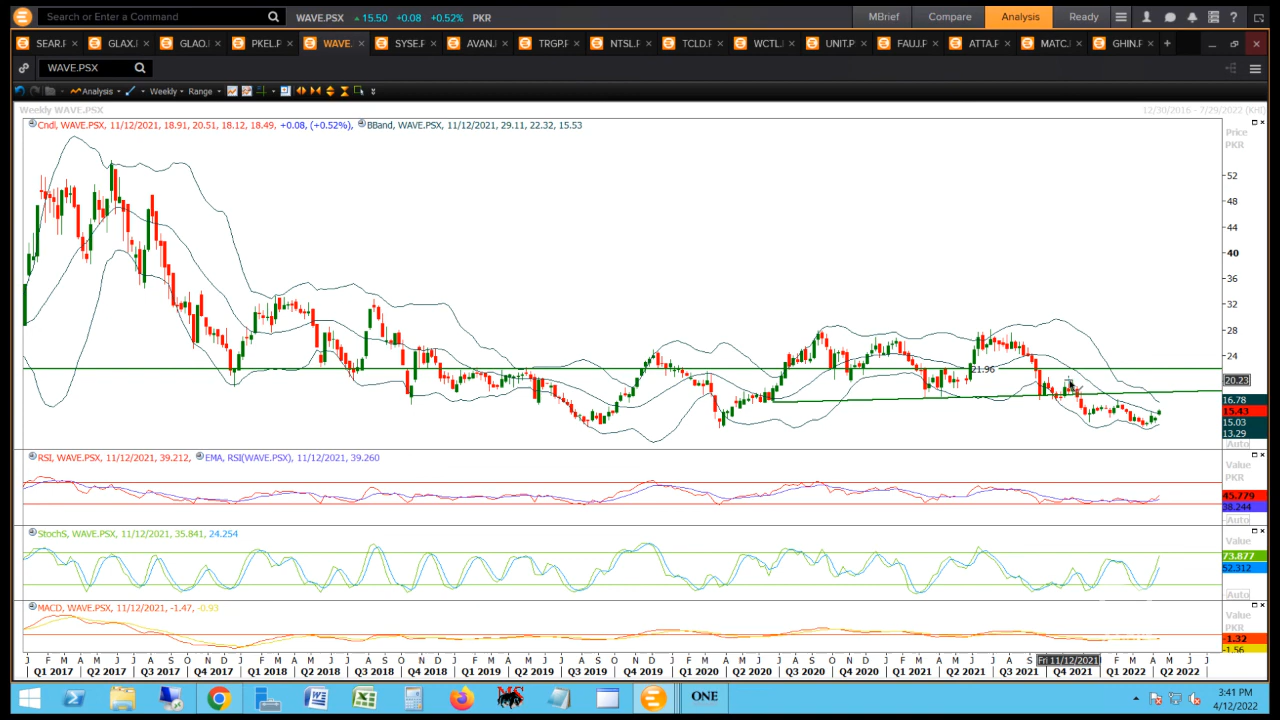 Search or Enter a Command WAVE.PSX 15.50 +0.08 +0.52% PKR MBrief Compare Analysis Ready
SEAR.F GLAX.I GLAO.I PKEL.P WAVE. SYSE.F AVAN.I TRGP.F NTSL.P TCLD.P WCTL.I UNIT.P FAUJ.F ATTA.F MATC. GHIN.F
WAVE.PSX
Analysis Weekly Range
Weekly WAVE.PSX 12/30/2016 - 7/29/2022 (KHI)
Cndl, WAVE.PSX, 11/12/2021, 18.91, 20.51, 18.12, 18.49, +0.08, (+0.52%), BBand, WAVE.PSX, 11/12/2021, 29.11, 22.32, 15.53
Price
PKR
52
48
44
40
36
32
28
24
21.96
20.23
16.78
15.43
15.03
13.29
Auto
RSI, WAVE.PSX, 11/12/2021, 39.212, EMA, RSI(WAVE.PSX), 11/12/2021, 39.260
Value
PKR
45.779
38.244
Auto
StochS, WAVE.PSX, 11/12/2021, 35.841, 24.254
Value
73.877
52.312
Auto
MACD, WAVE.PSX, 11/12/2021, -1.47, -0.93
Value
PKR
-1.32
-1.56
J F M A M J J A S O N D J F M A M J J A S O N D J F M A M J J A S O N D J F M A M J J A S O N D J F M A M J J A S Fri 11/12/2021 F M A M J J
Q1 2017 Q2 2017 Q3 2017 Q4 2017 Q1 2018 Q2 2018 Q3 2018 Q4 2018 Q1 2019 Q2 2019 Q3 2019 Q4 2019 Q1 2020 Q2 2020 Q3 2020 Q4 2020 Q1 2021 Q2 2021 Q3 2021 Q4 2021 Q1 2022 Q2 2022
MS
ONE
3:41 PM
4/12/2022